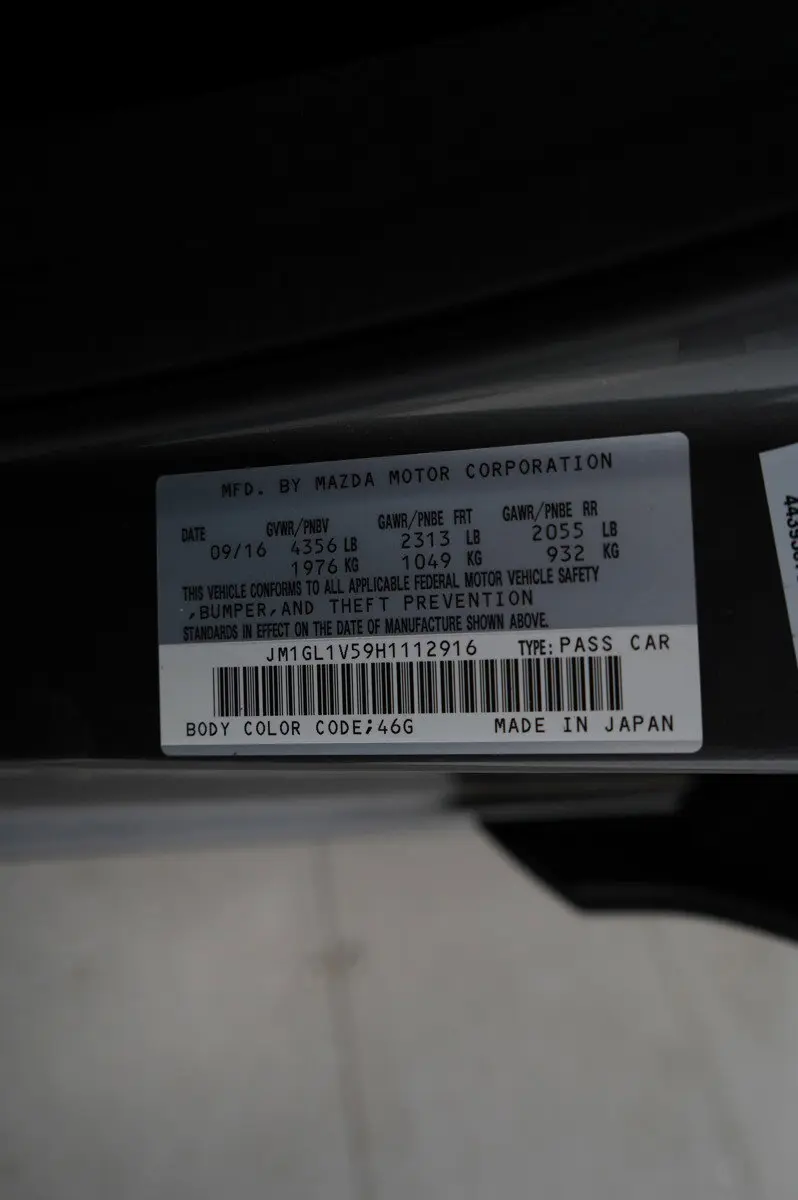 MFD. BY MAZDA MOTOR CORPORATION
DATE GVWR/PNBV GAWR/PNBE FRT GAWR/PNBE RR
09/16 4356 LB 2313 LB 2055 LB
1976 KG 1049 KG 932 KG
THIS VEHICLE CONFORMS TO ALL APPLICABLE FEDERAL MOTOR VEHICLE SAFETY
,BUMPER,AND THEFT PREVENTION
STANDARDS IN EFFECT ON THE DATE OF MANUFACTURE SHOWN ABOVE.
JM1GL1V59H1112916 TYPE: PASS CAR
BODY COLOR CODE;46G MADE IN JAPAN